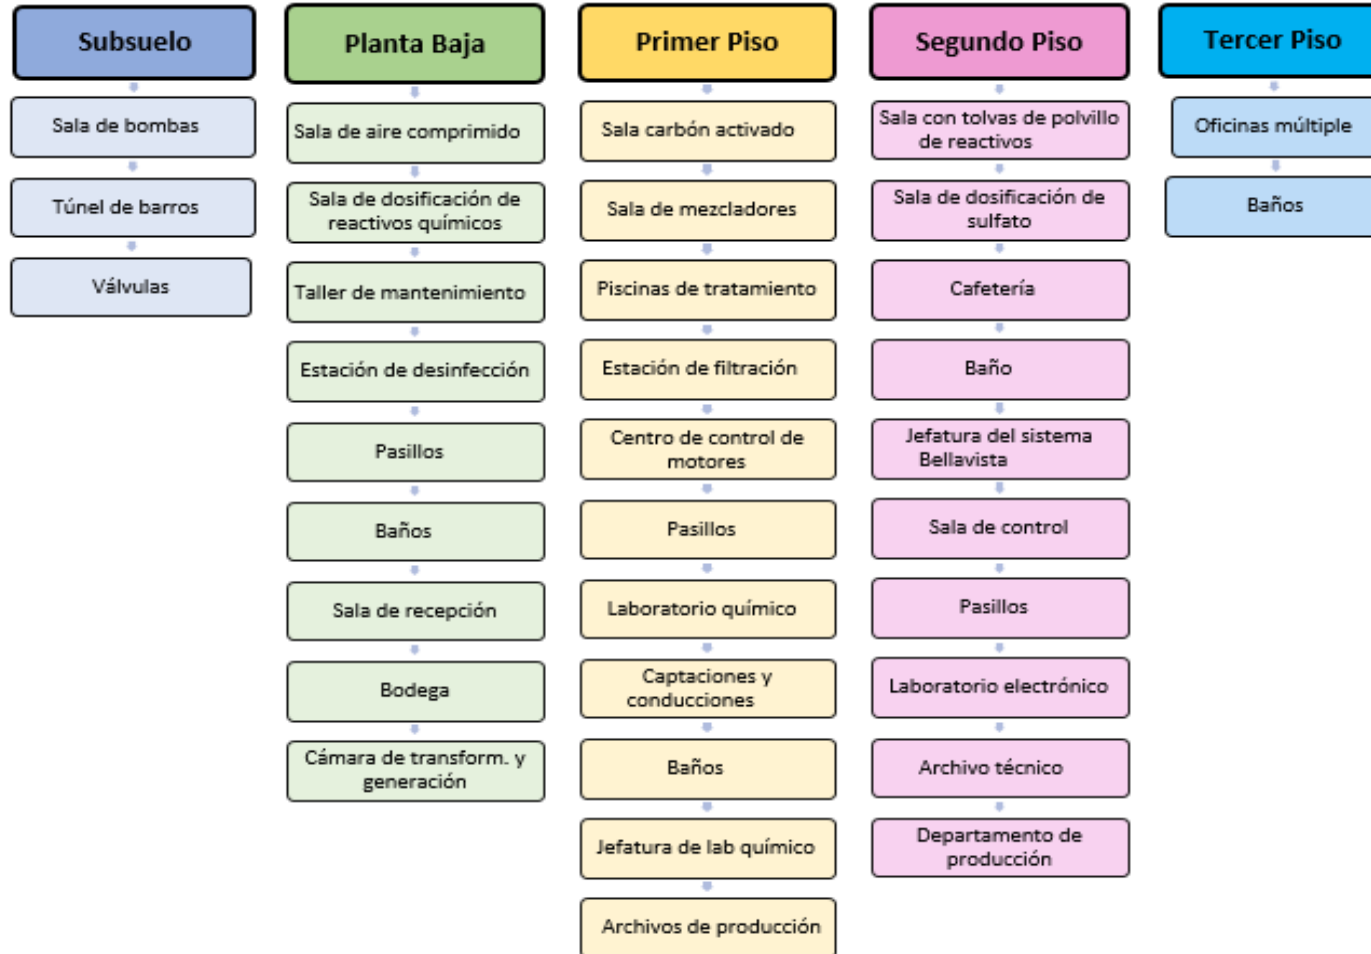 Subsuelo
Sala de bombas
Túnel de barros
Válvulas
Planta Baja
Sala de aire comprimido
Sala de dosificación de
reactivos químicos
Taller de mantenimiento
Estación de desinfección
Pasillos
Baños
Sala de recepción
Bodega
Cámara de transform. y
generación
Primer Piso
Sala carbón activado
Sala de mezcladores
Piscinas de tratamiento
Estación de filtración
Centro de control de
motores
Pasillos
Laboratorio químico
Captaciones y
conducciones
Baños
Jefatura de lab químico
Archivos de producción
Segundo Piso
Sala con tolvas de polvillo
de reactivos
Sala de dosificación de
sulfato
Cafetería
Baño
Jefatura del sistema
Bellavista
Sala de control
Pasillos
Laboratorio electrónico
Archivo técnico
Departamento de
producción
Tercer Piso
Oficinas múltiple
Baños